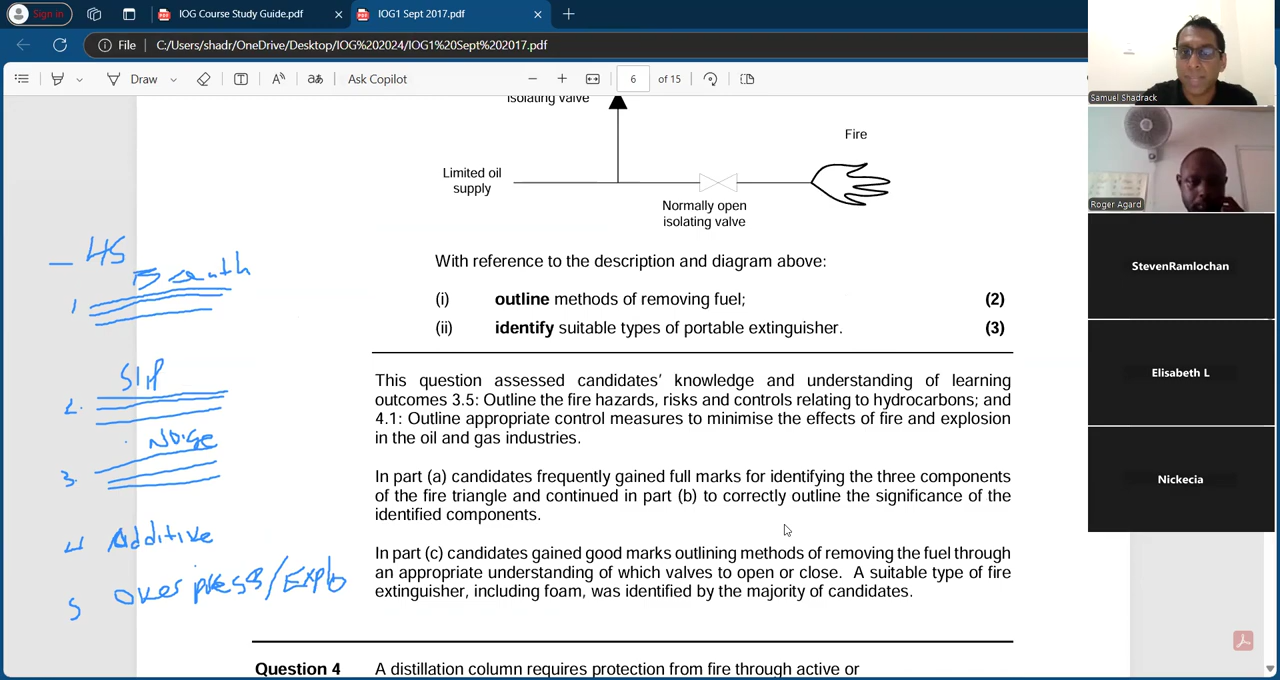 Sign in
IOG Course Study Guide.pdf
IOG1 Sept 2017.pdf
File
C:/Users/shadr/OneDrive/Desktop/IOG%202024/IOG1%20Sept%202017.pdf
Draw
Ask Copilot
6
of 15
isolating valve
Fire
Limited oil
supply
Normally open
isolating valve
With reference to the description and diagram above:
(i) outline methods of removing fuel; (2)
(ii) identify suitable types of portable extinguisher. (3)
This question assessed candidates' knowledge and understanding of learning
outcomes 3.5: Outline the fire hazards, risks and controls relating to hydrocarbons; and
4.1: Outline appropriate control measures to minimise the effects of fire and explosion
in the oil and gas industries.
In part (a) candidates frequently gained full marks for identifying the three components
of the fire triangle and continued in part (b) to correctly outline the significance of the
identified components.
In part (c) candidates gained good marks outlining methods of removing the fuel through
an appropriate understanding of which valves to open or close. A suitable type of fire
extinguisher, including foam, was identified by the majority of candidates.
Question 4 A distillation column requires protection from fire through active or
1
SIP
2.
Noise
3.
4 Additive
5 over press/Explo
Samuel Shadrack
Roger Agard
StevenRamlochan
Elisabeth L
Nickecia